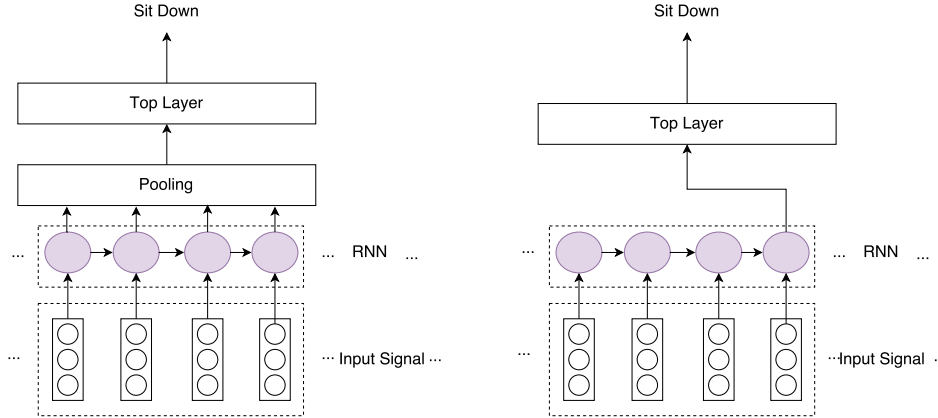 Sit Down
Top Layer
Pooling
... RNN ...
... Input Signal ...
Sit Down
Top Layer
... RNN ...
... Input Signal .